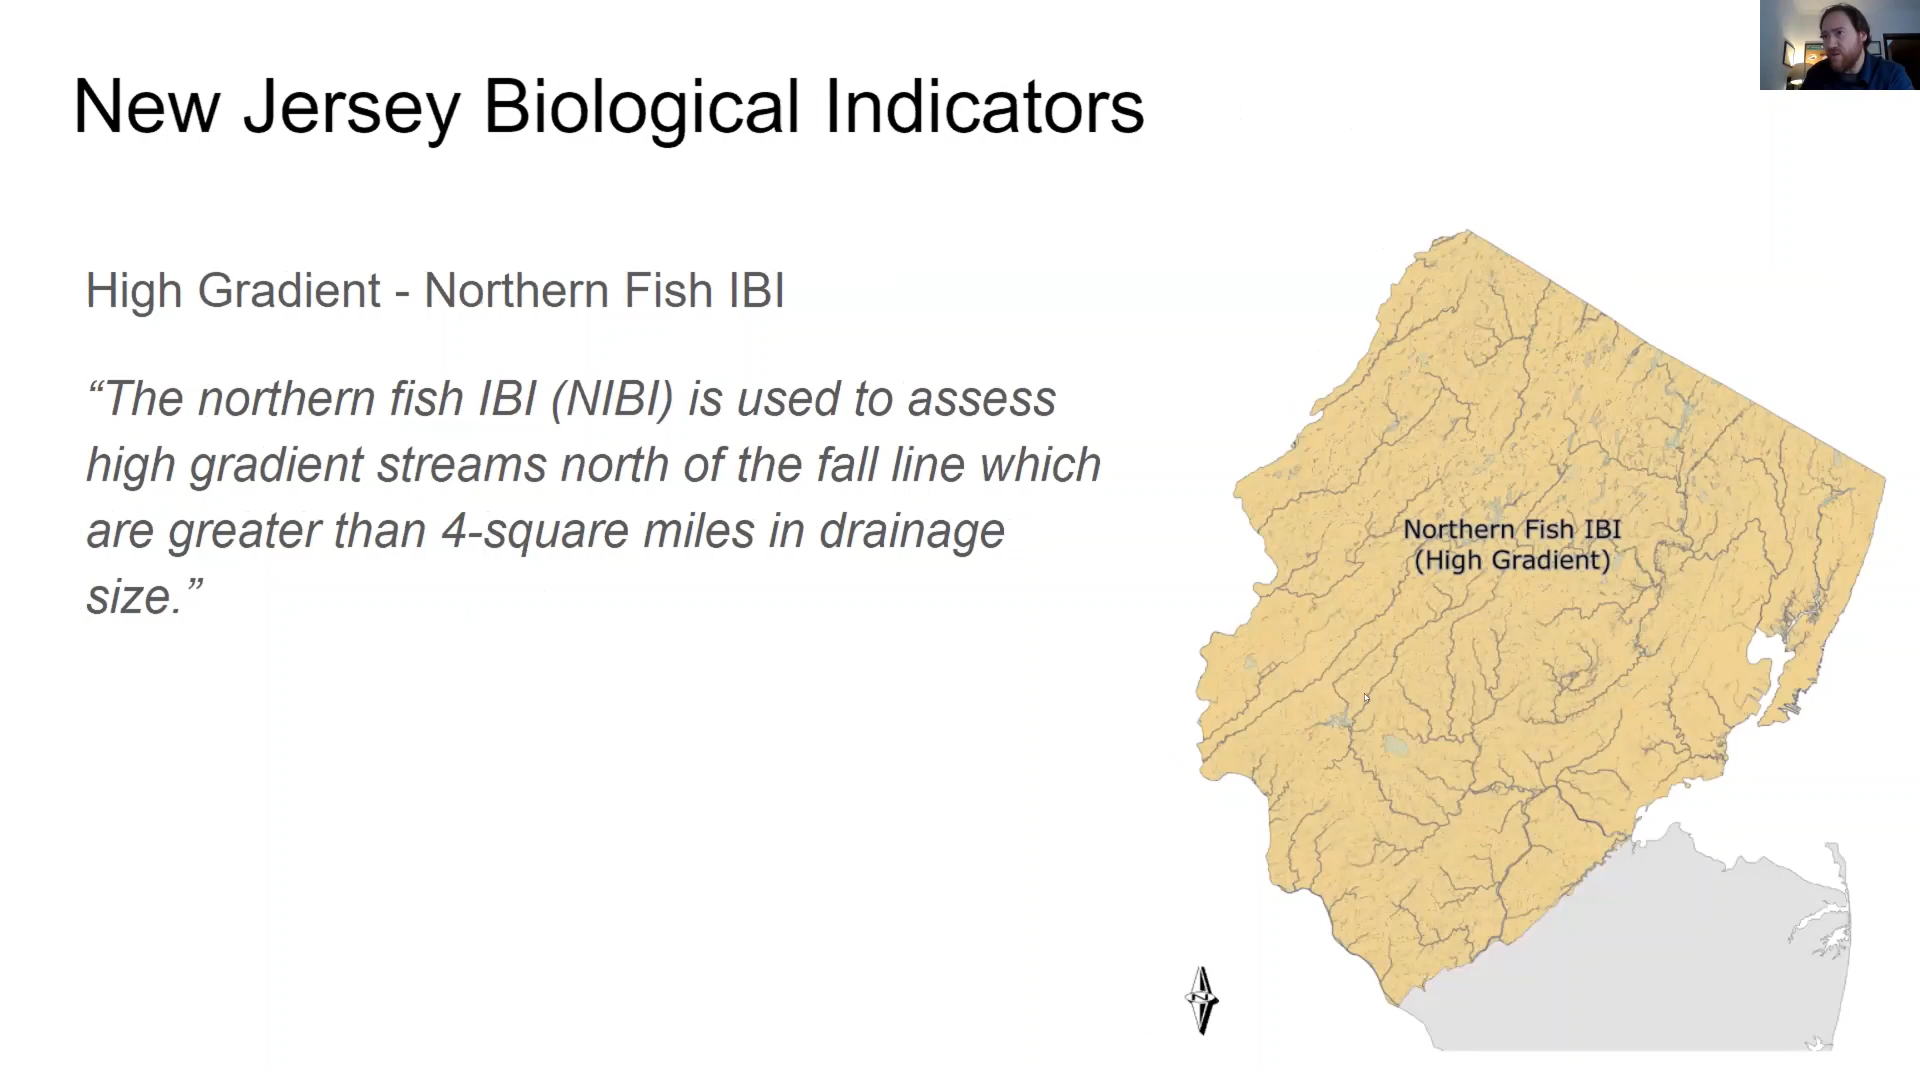 New Jersey Biological Indicators
High Gradient - Northern Fish IBI
“The northern fish IBI (NIBI) is used to assess
high gradient streams north of the fall line which
are greater than 4-square miles in drainage
size.”
Northern Fish IBI
(High Gradient)
N